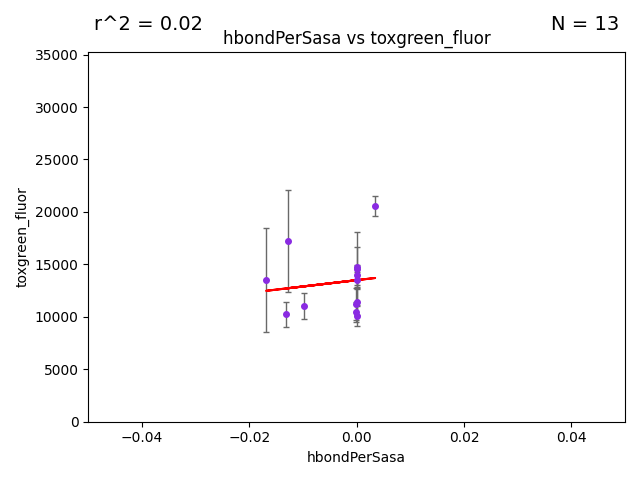 r^2 = 0.02
N = 13
hbondPerSasa vs toxgreen_fluor
35000
30000
25000
20000
15000
10000
5000
0
toxgreen_fluor
−0.04
−0.02
0.00
0.02
0.04
hbondPerSasa